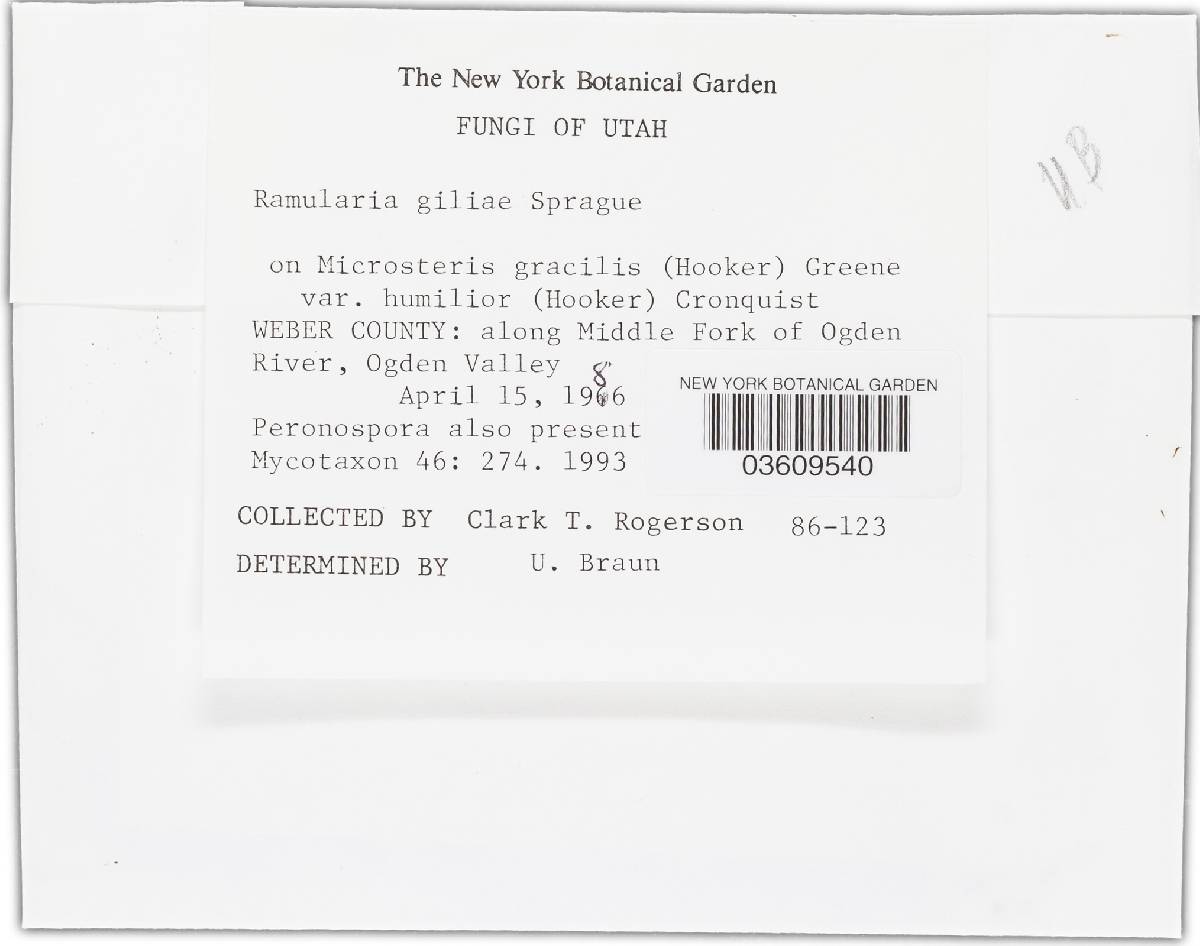 The New York Botanical Garden
FUNGI OF UTAH
UB
Ramularia giliae Sprague
on Microsteris gracilis (Hooker) Greene
var. humilior (Hooker) Cronquist
WEBER COUNTY: along Middle Fork of Ogden
River, Ogden Valley
April 15, 1986
Peronospora also present
Mycotaxon 46: 274. 1993
NEW YORK BOTANICAL GARDEN
03609540
COLLECTED BY Clark T. Rogerson 86-123
DETERMINED BY U. Braun